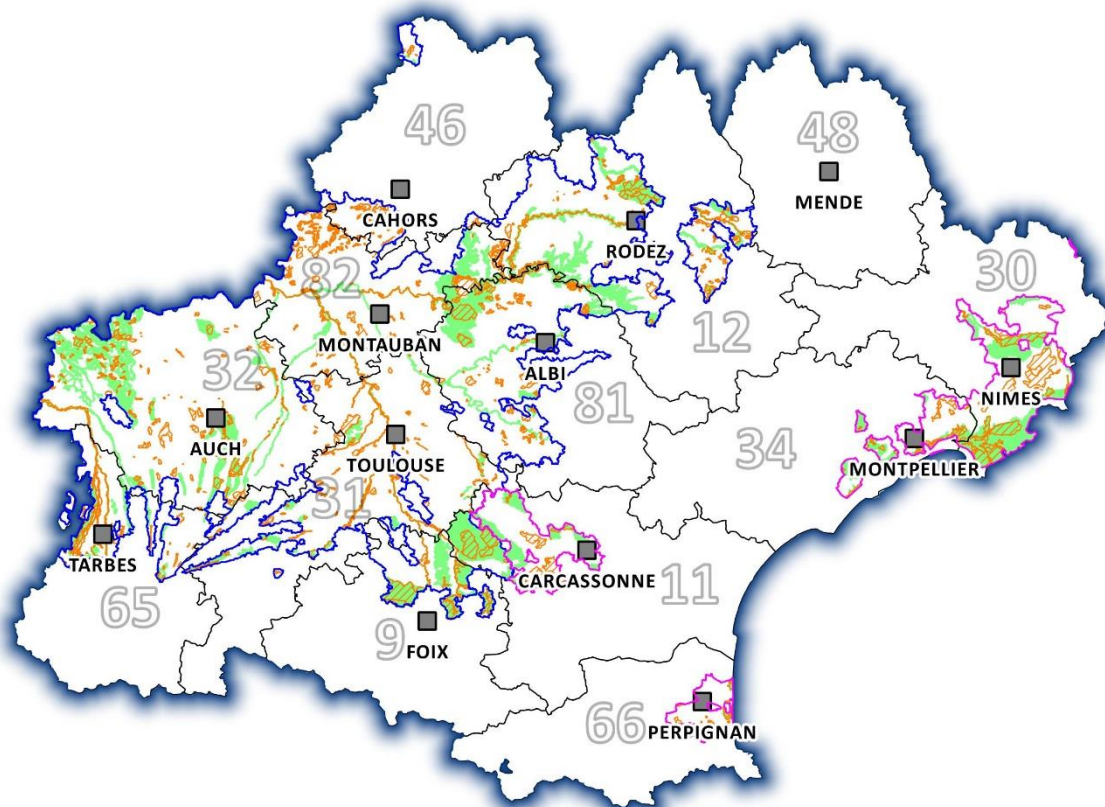 46
48
CAHORS
MENDE
RODEZ
30
82
12
MONTAUBAN
ALBI
32
NIMES
81
AUCH
TOULOUSE
34
MONTPELLIER
31
TARBES
CARCASSONNE
11
65
9
FOIX
66
PERPIGNAN